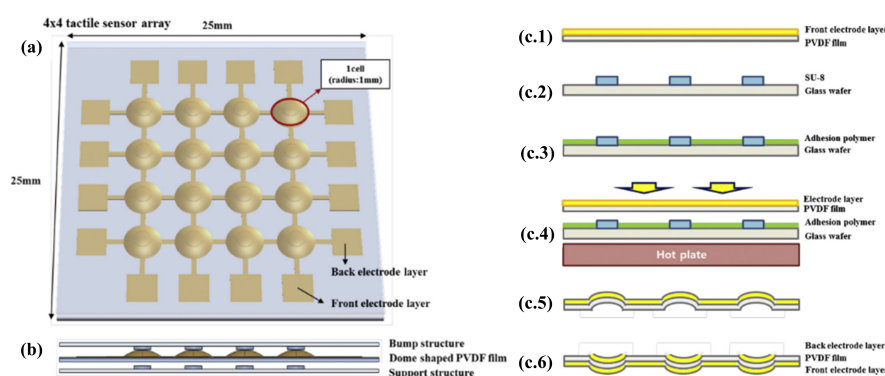 4x4 tactile sensor array
25mm
(a)
1cell
(radius:1mm)
25mm
Back electrode layer
Front electrode layer
(b)
Bump structure
Dome shaped PVDF film
Support structure
(c.1)
Front electrode layer
PVDF film
(c.2)
SU-8
Glass wafer
(c.3)
Adhesion polymer
Glass wafer
(c.4)
Electrode layer
PVDF film
Adhesion polymer
Glass wafer
Hot plate
(c.5)
(c.6)
Back electrode layer
PVDF film
Front electrode layer